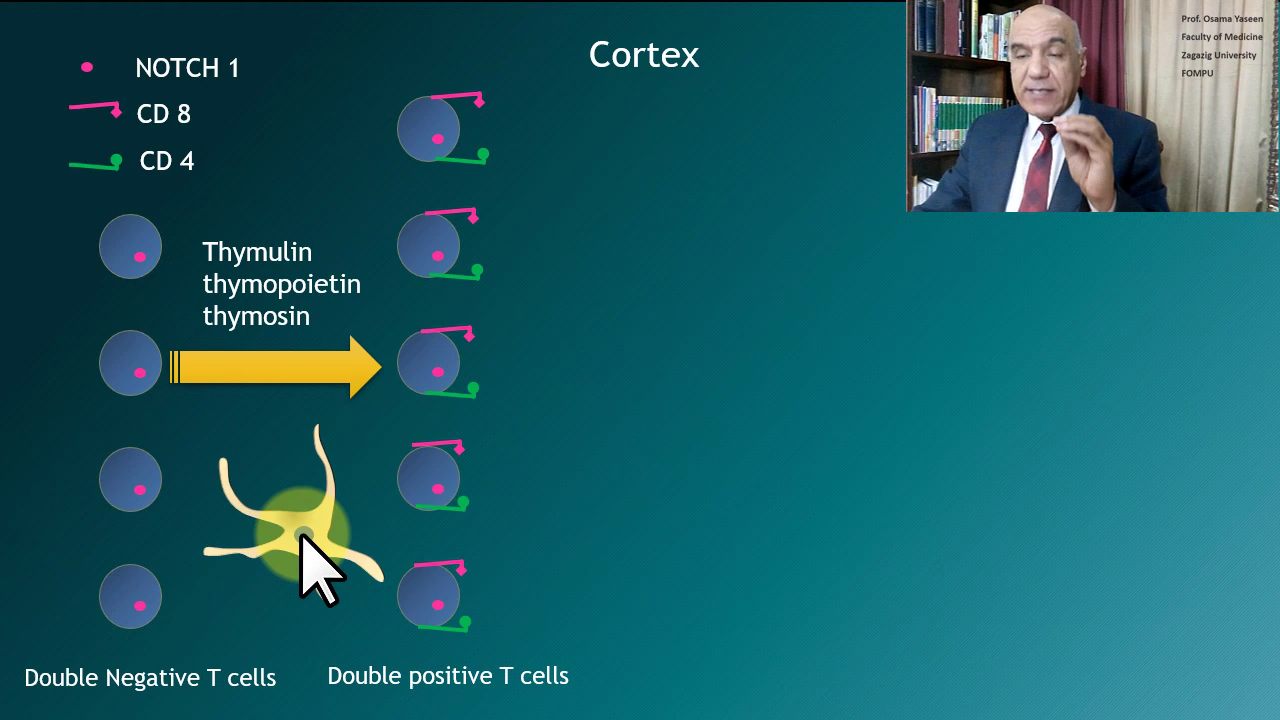 Cortex
NOTCH 1
CD 8
CD 4
Thymulin
thymopoietin
thymosin
Double Negative T cells
Double positive T cells
Prof. Osama Yaseen
Faculty of Medicine
Zagazig University
FOMPU